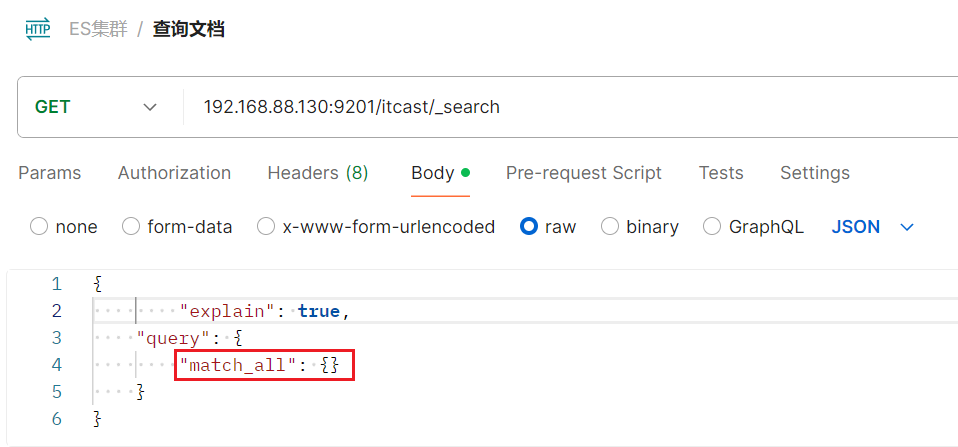 HTTP ES集群 / 查询文档
GET 192.168.88.130:9201/itcast/_search
Params Authorization Headers (8) Body Pre-request Script Tests Settings
none form-data x-www-form-urlencoded raw binary GraphQL JSON
1 {
2 "explain": true,
3 "query": {
4 "match_all": {}
5 }
6 }